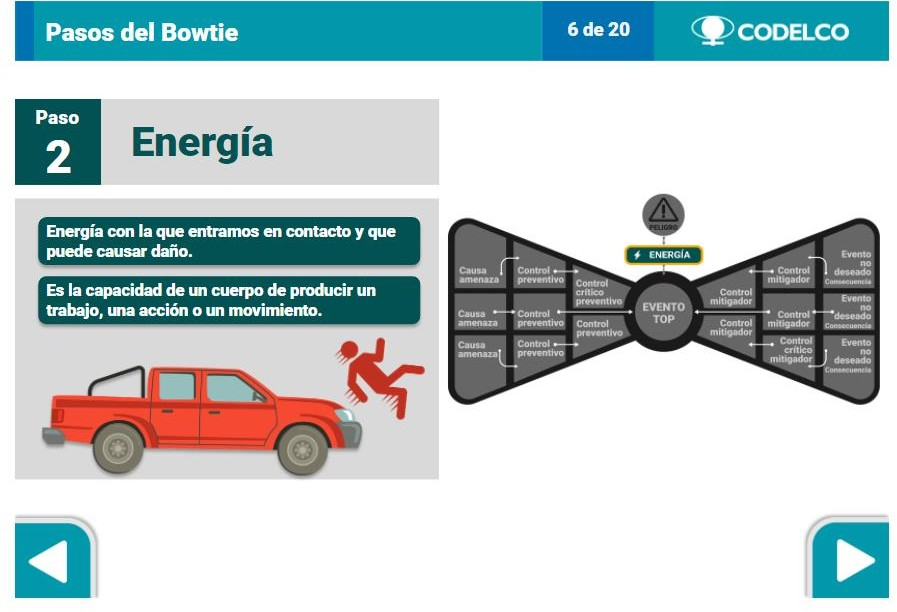 Pasos del Bowtie
6 de 20
CODELCO
Paso
2
Energía
Energía con la que entramos en contacto y que
puede causar daño.
Es la capacidad de un cuerpo de producir un
trabajo, una acción o un movimiento.
PELIGRO
ENERGÍA
EVENTO
TOP
Causa
amenaza
Control
preventivo
Control
crítico
preventivo
Causa
amenaza
Control
preventivo
Control
preventivo
Causa
amenaza
Control
preventivo
Control
mitigador
Control
mitigador
Evento
no
deseado
Consecuencia
Control
mitigador
Control
mitigador
Evento
no
deseado
Consecuencia
Control
crítico
mitigador
Evento
no
deseado
Consecuencia